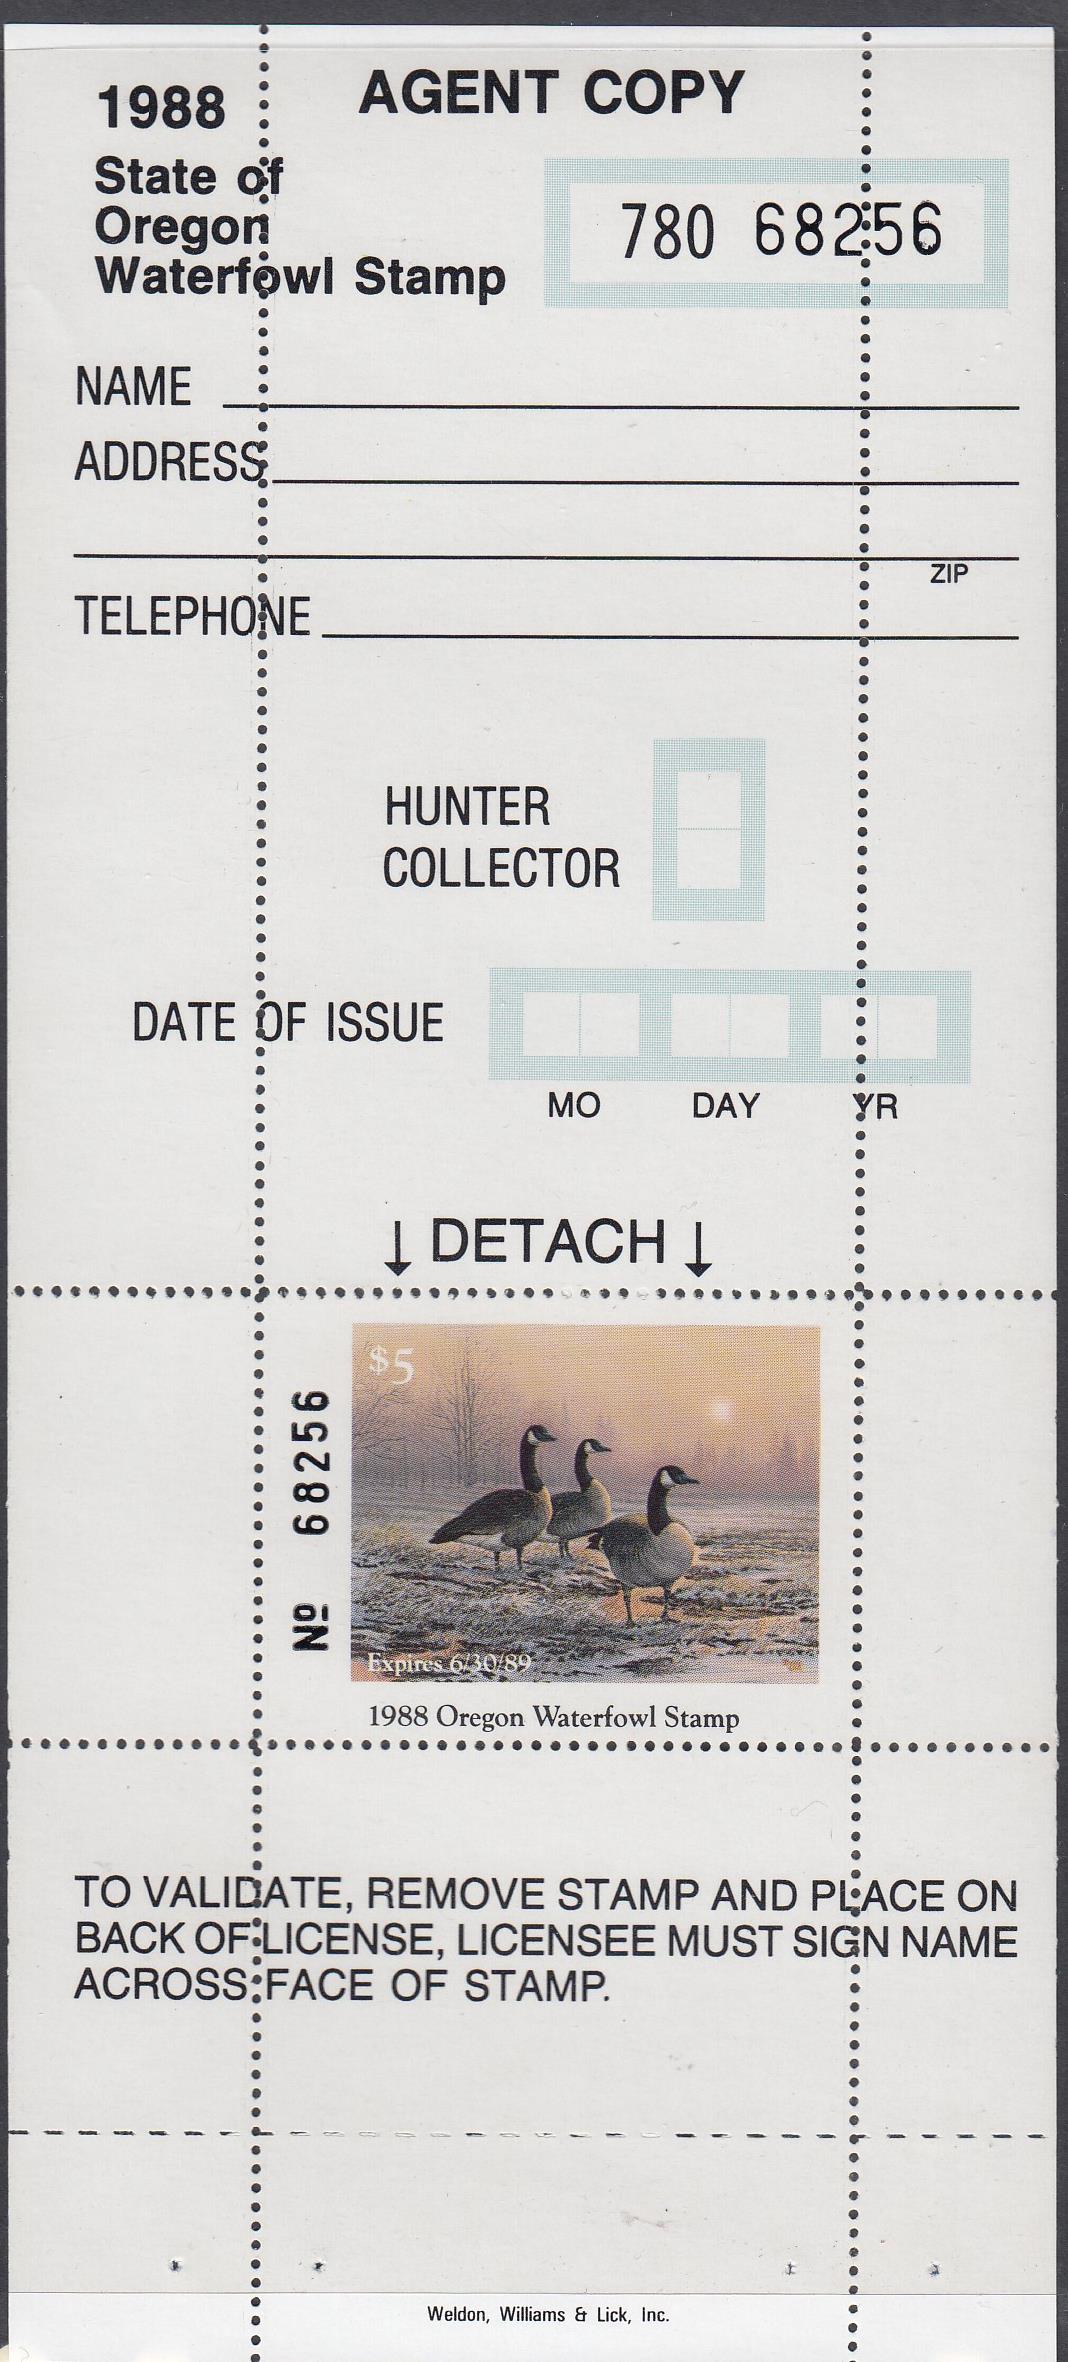 1988
AGENT COPY
State of
Oregon
Waterfowl Stamp
780 68256
NAME
ADDRESS
ZIP
TELEPHONE
HUNTER
COLLECTOR
DATE OF ISSUE
MO DAY YR
↓ DETACH ↓
$5
Nº 68256
Expires 6/30/89
1988 Oregon Waterfowl Stamp
TO VALIDATE, REMOVE STAMP AND PLACE ON
BACK OF LICENSE, LICENSEE MUST SIGN NAME
ACROSS FACE OF STAMP.
Weldon, Williams & Lick, Inc.